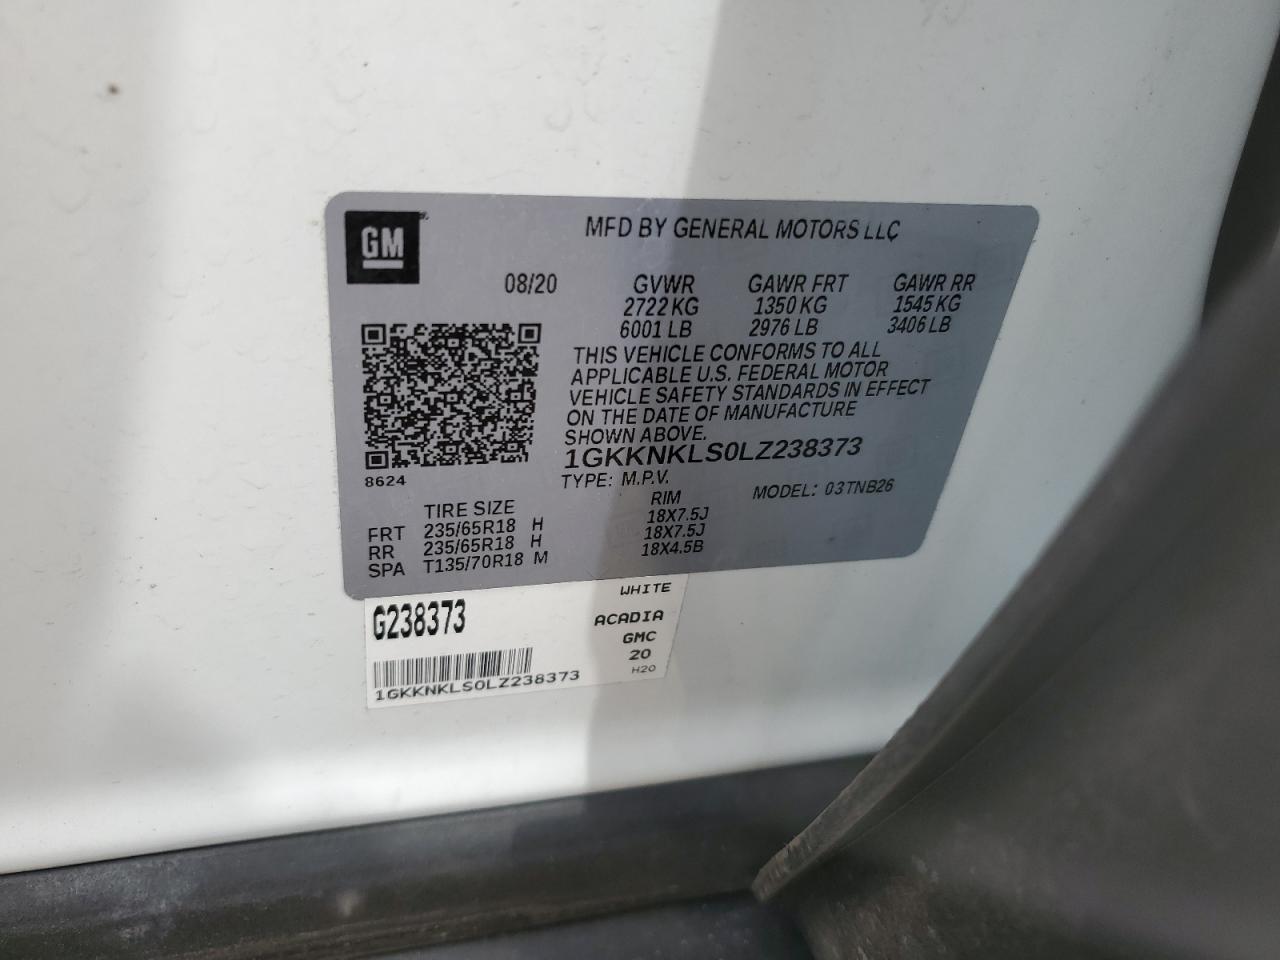 GM
MFD BY GENERAL MOTORS LLC
08/20 GVWR GAWR FRT GAWR RR
2722 KG 1350 KG 1545 KG
6001 LB 2976 LB 3406 LB
THIS VEHICLE CONFORMS TO ALL
APPLICABLE U.S. FEDERAL MOTOR
VEHICLE SAFETY STANDARDS IN EFFECT
ON THE DATE OF MANUFACTURE
SHOWN ABOVE.
1GKKNKLS0LZ238373
8624
TYPE: M.P.V. MODEL: 03TNB26
TIRE SIZE RIM
FRT 235/65R18 H 18X7.5J
RR 235/65R18 H 18X7.5J
SPA T135/70R18 M 18X4.5B
WHITE
G238373
ACADIA
GMC
20
H20
1GKKNKLS0LZ238373